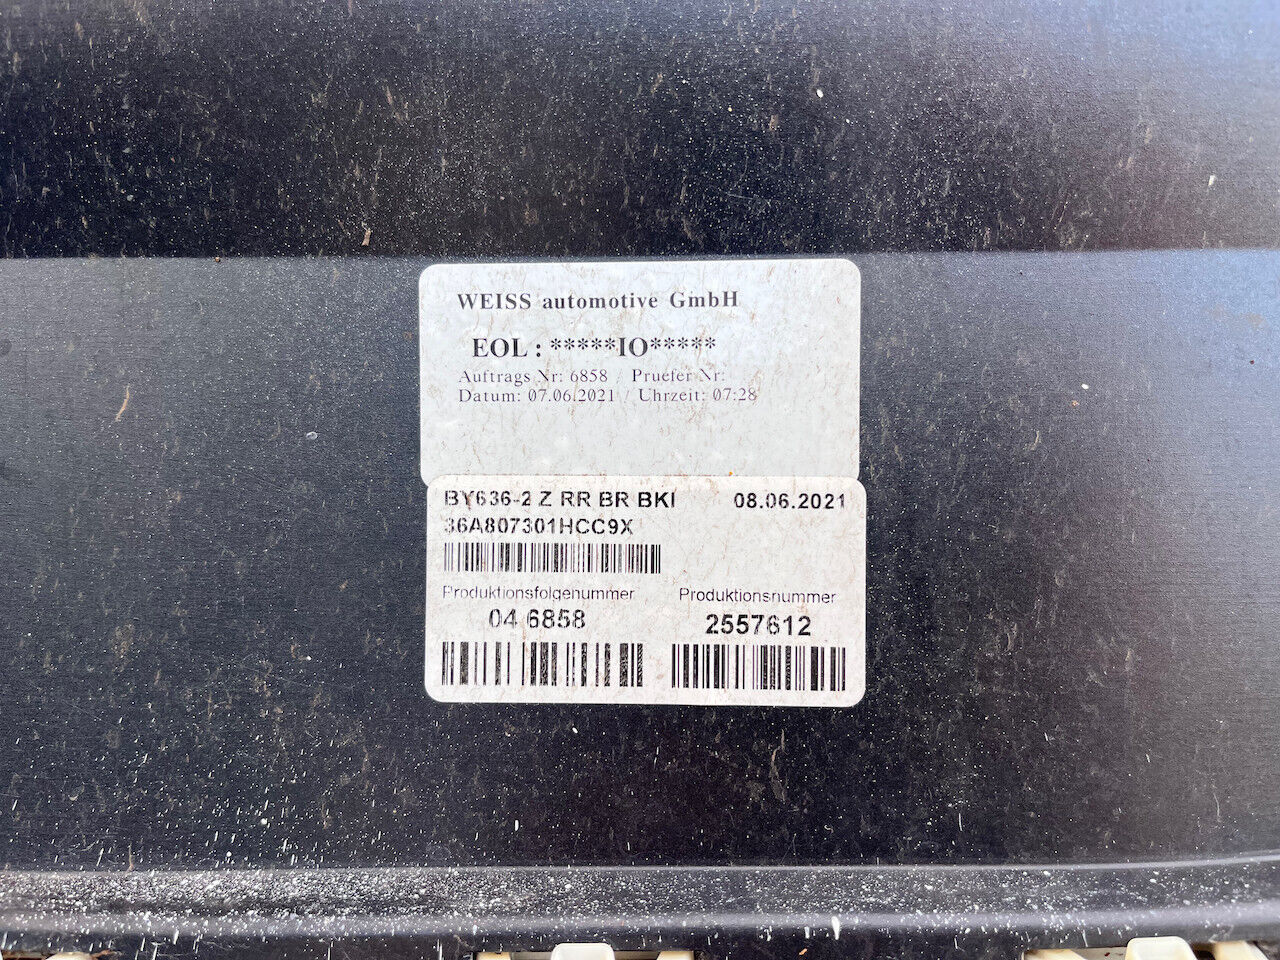 WEISS automotive GmbH
EOL : *****IO*****
Auftrags Nr: 6858 / Pruefer Nr:
Datum: 07.06.2021 / Uhrzeit: 07:28
BY636-2 Z RR BR BKI 08.06.2021
36A807301HCC9X
Produktionsfolgenummer Produktionsnummer
04 6858 2557612